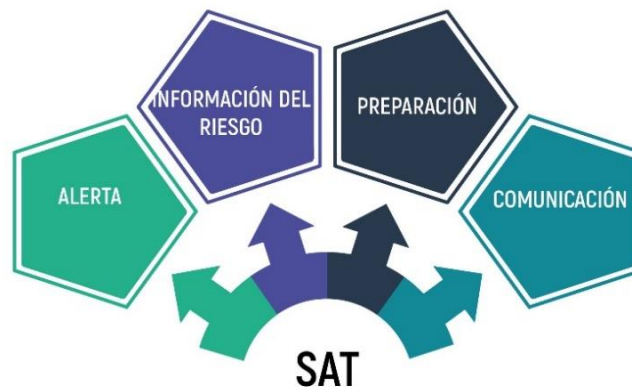 ALERTA
INFORMACIÓN DEL
RIESGO
PREPARACIÓN
COMUNICACIÓN
SAT